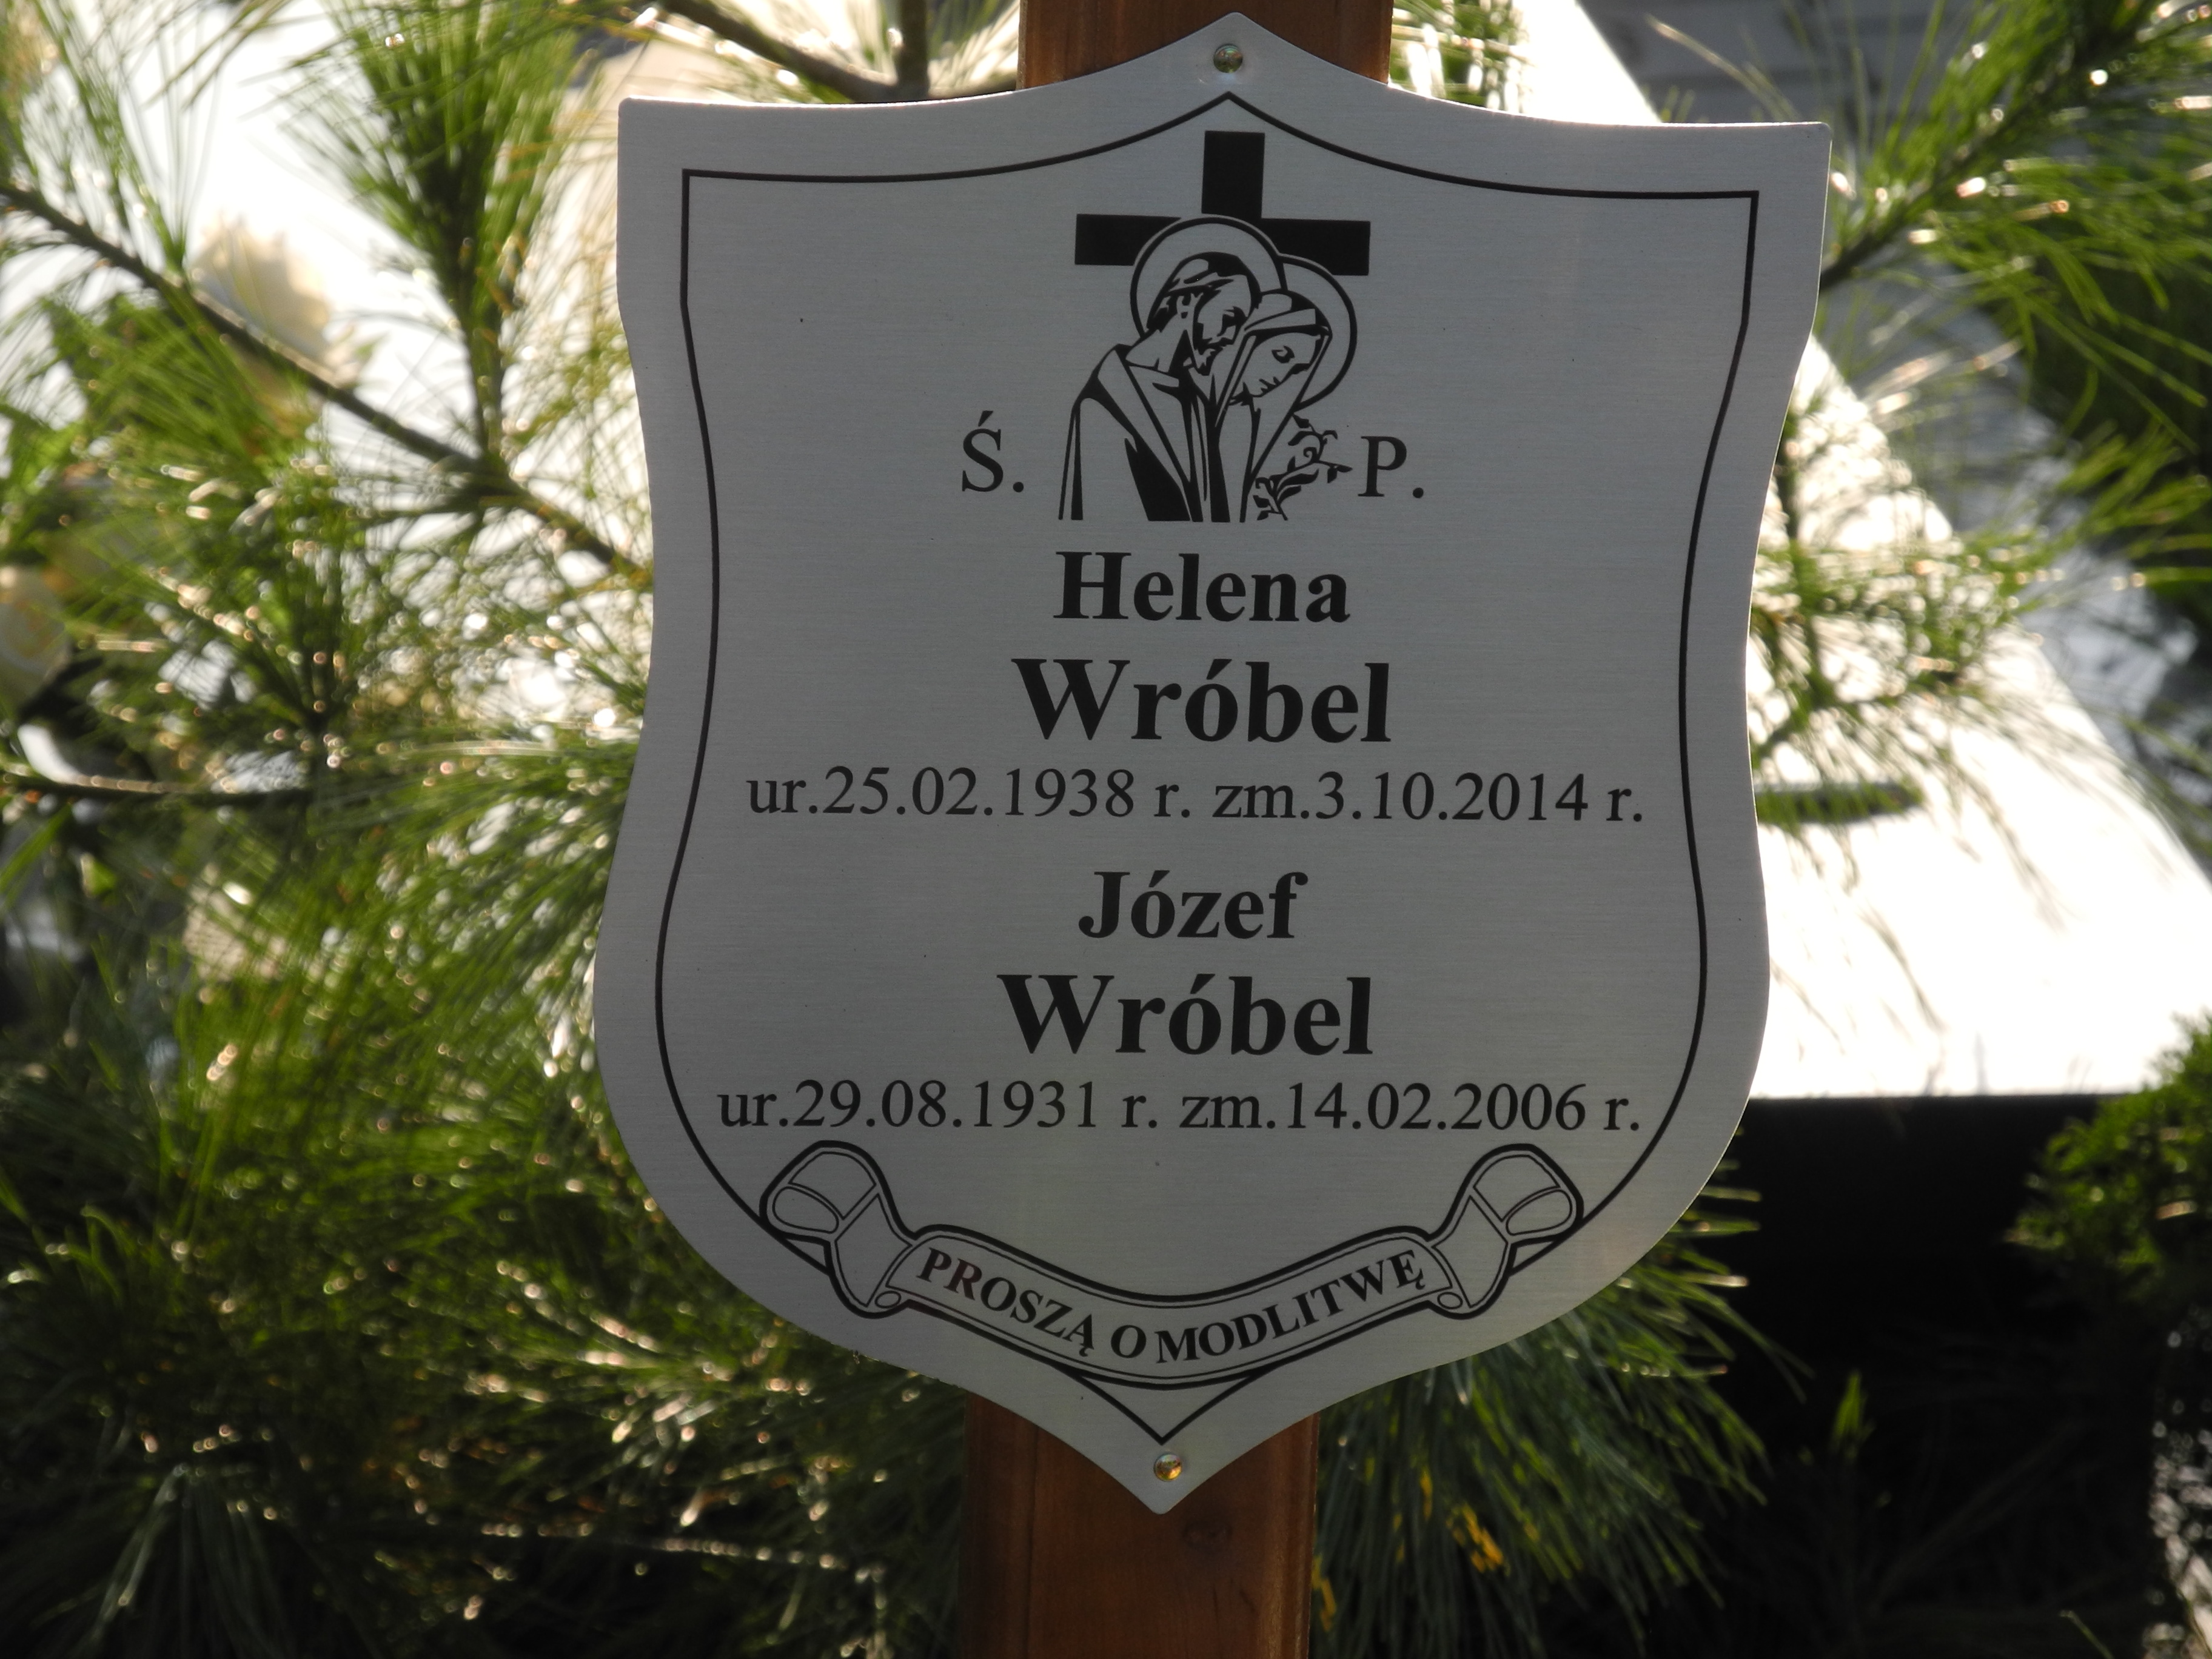 Ś. P.
Helena
Wróbel
ur.25.02.1938 r. zm.3.10.2014 r.
Józef
Wróbel
ur.29.08.1931 r. zm.14.02.2006 r.
PROSZĄ O MODLITWĘ